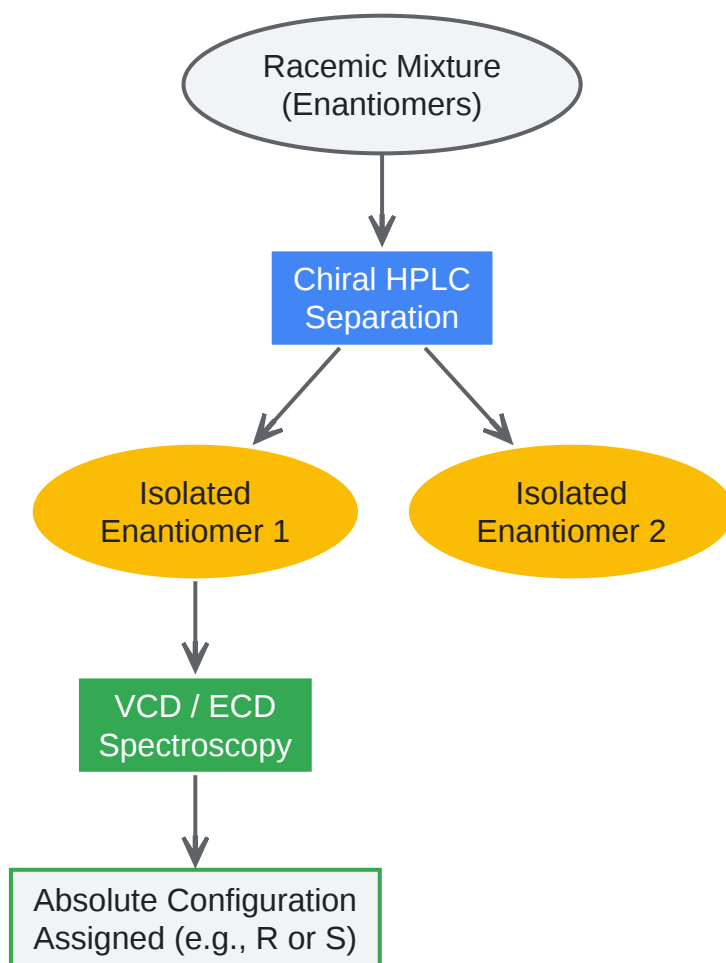 Racemic Mixture
(Enantiomers)
Chiral HPLC
Separation
Isolated
Enantiomer 1
Isolated
Enantiomer 2
VCD / ECD
Spectroscopy
Absolute Configuration
Assigned (e.g., R or S)